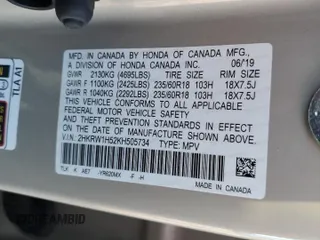 MFD. IN CANADA BY HONDA OF CANADA MFG.,
A DIVISION OF HONDA CANADA INC. 06/19
GVWR 2130KG (4695LBS) TIRE SIZE RIM SIZE
GAWR F 1100KG (2425LBS) 235/60R18 103H 18X7.5J
GAWR R 1040KG (2292LBS) 235/60R18 103H 18X7.5J
THIS VEHICLE CONFORMS TO ALL APPLICABLE
FEDERAL MOTOR VEHICLE SAFETY AND THEFT
PREVENTION STANDARDS IN EFFECT ON THE DATE
OF MANUFACTURE SHOWN ABOVE.
V.I.N.: 2HKRW1H52KH505734 TYPE: MPV
TLA A1
MADE IN CANADA
AUTOBIDMASTER